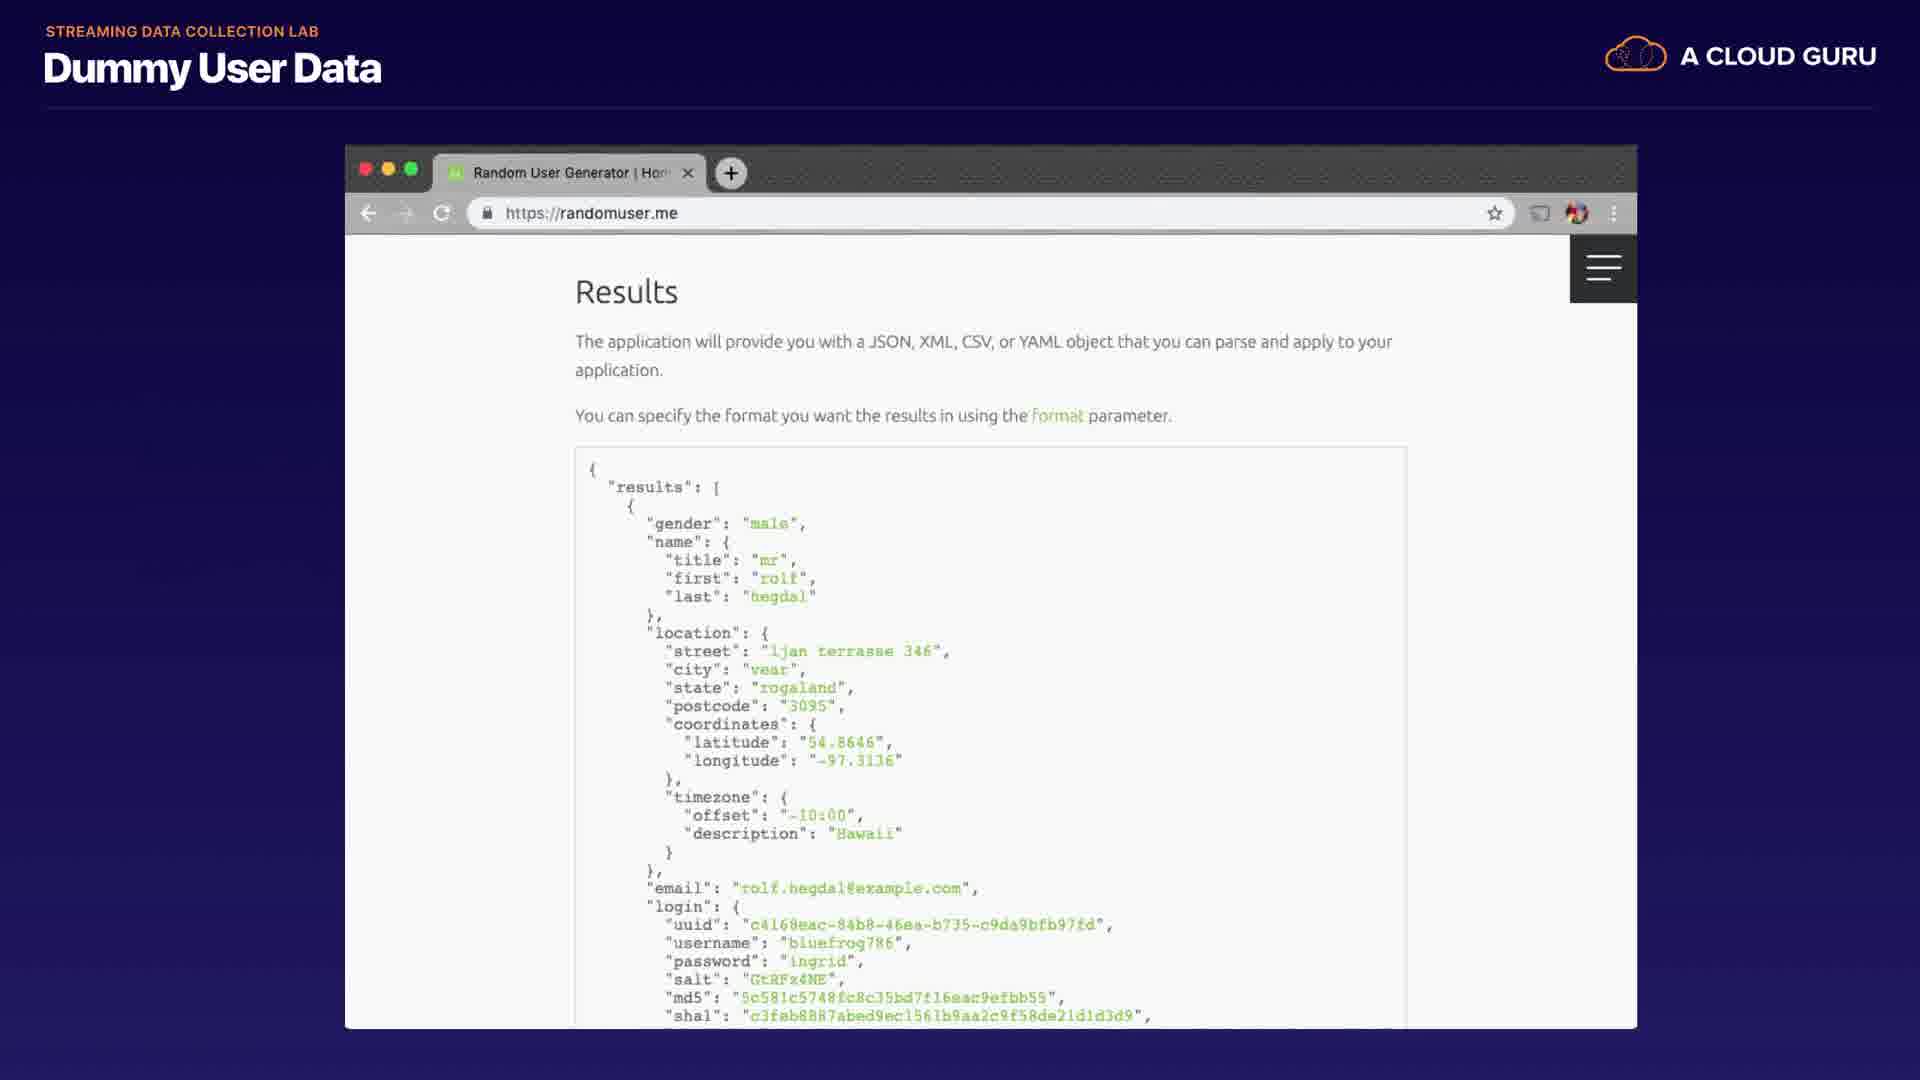 STREAMING DATA COLLECTION LAB
Dummy User Data
A CLOUD GURU
Random User Generator | Hom
https://randomuser.me
Results
The application will provide you with a JSON, XML, CSV, or YAML object that you can parse and apply to your
application.
You can specify the format you want the results in using the format parameter.
{
"results": [
{
"gender": "male",
"name": {
"title": "mr",
"first": "rolf",
"last": "hegdal"
},
"location": {
"street": "ljan terrasse 346",
"city": "vear",
"state": "rogaland",
"postcode": "3095",
"coordinates": {
"latitude": "54.8646",
"longitude": "-97.3136"
},
"timezone": {
"offset": "-10:00",
"description": "Hawaii"
}
},
"email": "rolf.hegdal@example.com",
"login": {
"uuid": "c4168eac-84b8-46ea-b735-c9da9bfb97fd",
"username": "bluefrog786",
"password": "ingrid",
"salt": "GtRFz4NE",
"md5": "5c581c5748fc8c35bd7f16eac9efbb55",
"sha1": "c3feb8887abed9ec1561b9aa2c9f58de21d1d3d9",